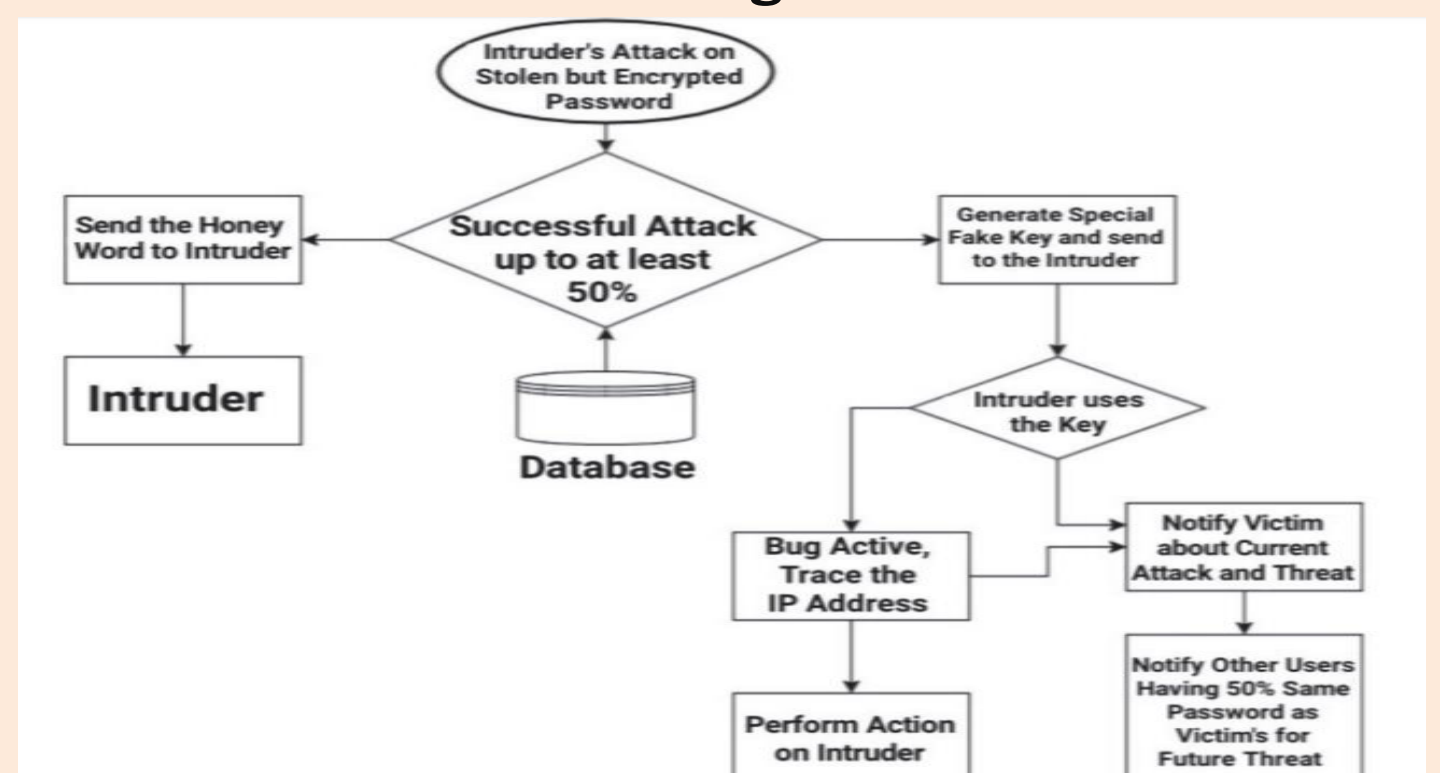 Intruder's Attack on
Stolen but Encrypted
Password
Send the Honey
Word to Intruder
Successful Attack
up to at least
50%
Generate Special
Fake Key and send
to the Intruder
Intruder
Database
Intruder uses
the Key
Bug Active,
Trace the
IP Address
Notify Victim
about Current
Attack and Threat
Perform Action
on Intruder
Notify Other Users
Having 50% Same
Password as
Victim's for
Future Threat